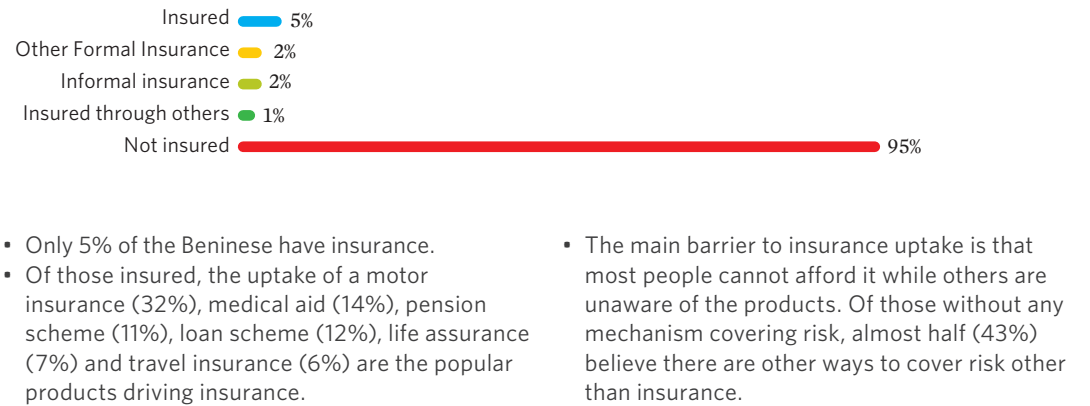 Insured 5%
Other Formal Insurance 2%
Informal insurance 2%
Insured through others 1%
Not insured 95%
• Only 5% of the Beninese have insurance.
• Of those insured, the uptake of a motor
insurance (32%), medical aid (14%), pension
scheme (11%), loan scheme (12%), life assurance
(7%) and travel insurance (6%) are the popular
products driving insurance.
• The main barrier to insurance uptake is that
most people cannot afford it while others are
unaware of the products. Of those without any
mechanism covering risk, almost half (43%)
believe there are other ways to cover risk other
than insurance.